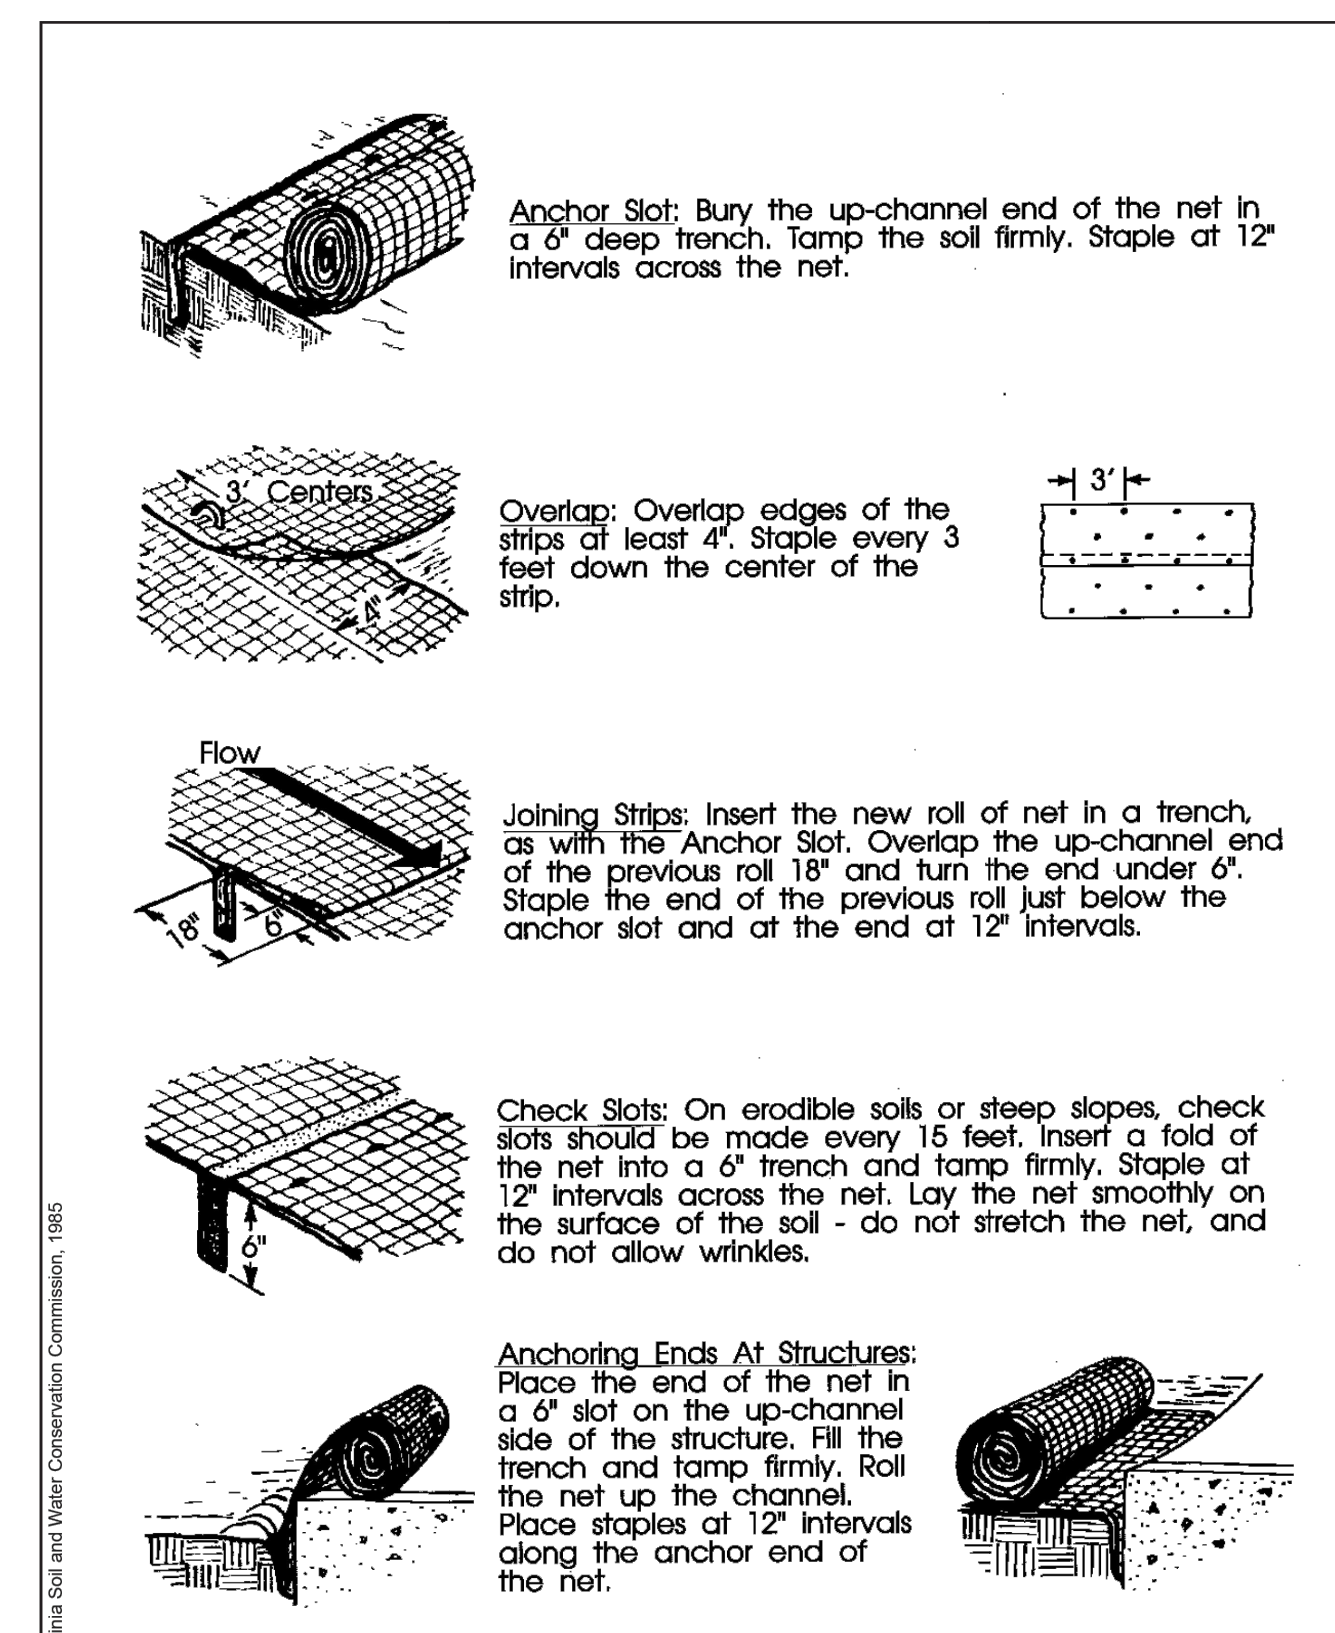 Anchor Slot: Bury the up-channel end of the net in
a 6" deep trench. Tamp the soil firmly. Staple at 12"
intervals across the net.
3' Centers
4"
Overlap: Overlap edges of the
strips at least 4". Staple every 3
feet down the center of the
strip.
3'
Flow
18"
6"
Joining Strips: Insert the new roll of net in a trench,
as with the Anchor Slot. Overlap the up-channel end
of the previous roll 18" and turn the end under 6".
Staple the end of the previous roll just below the
anchor slot and at the end at 12" intervals.
6"
Check Slots: On erodible soils or steep slopes, check
slots should be made every 15 feet. Insert a fold of
the net into a 6" trench and tamp firmly. Staple at
12" intervals across the net. Lay the net smoothly on
the surface of the soil - do not stretch the net, and
do not allow wrinkles.
Anchoring Ends At Structures:
Place the end of the net in
a 6" slot on the up-channel
side of the structure. Fill the
trench and tamp firmly. Roll
the net up the channel.
Place staples at 12" intervals
along the anchor end of
the net.
inia Soil and Water Conservation Commission, 1985